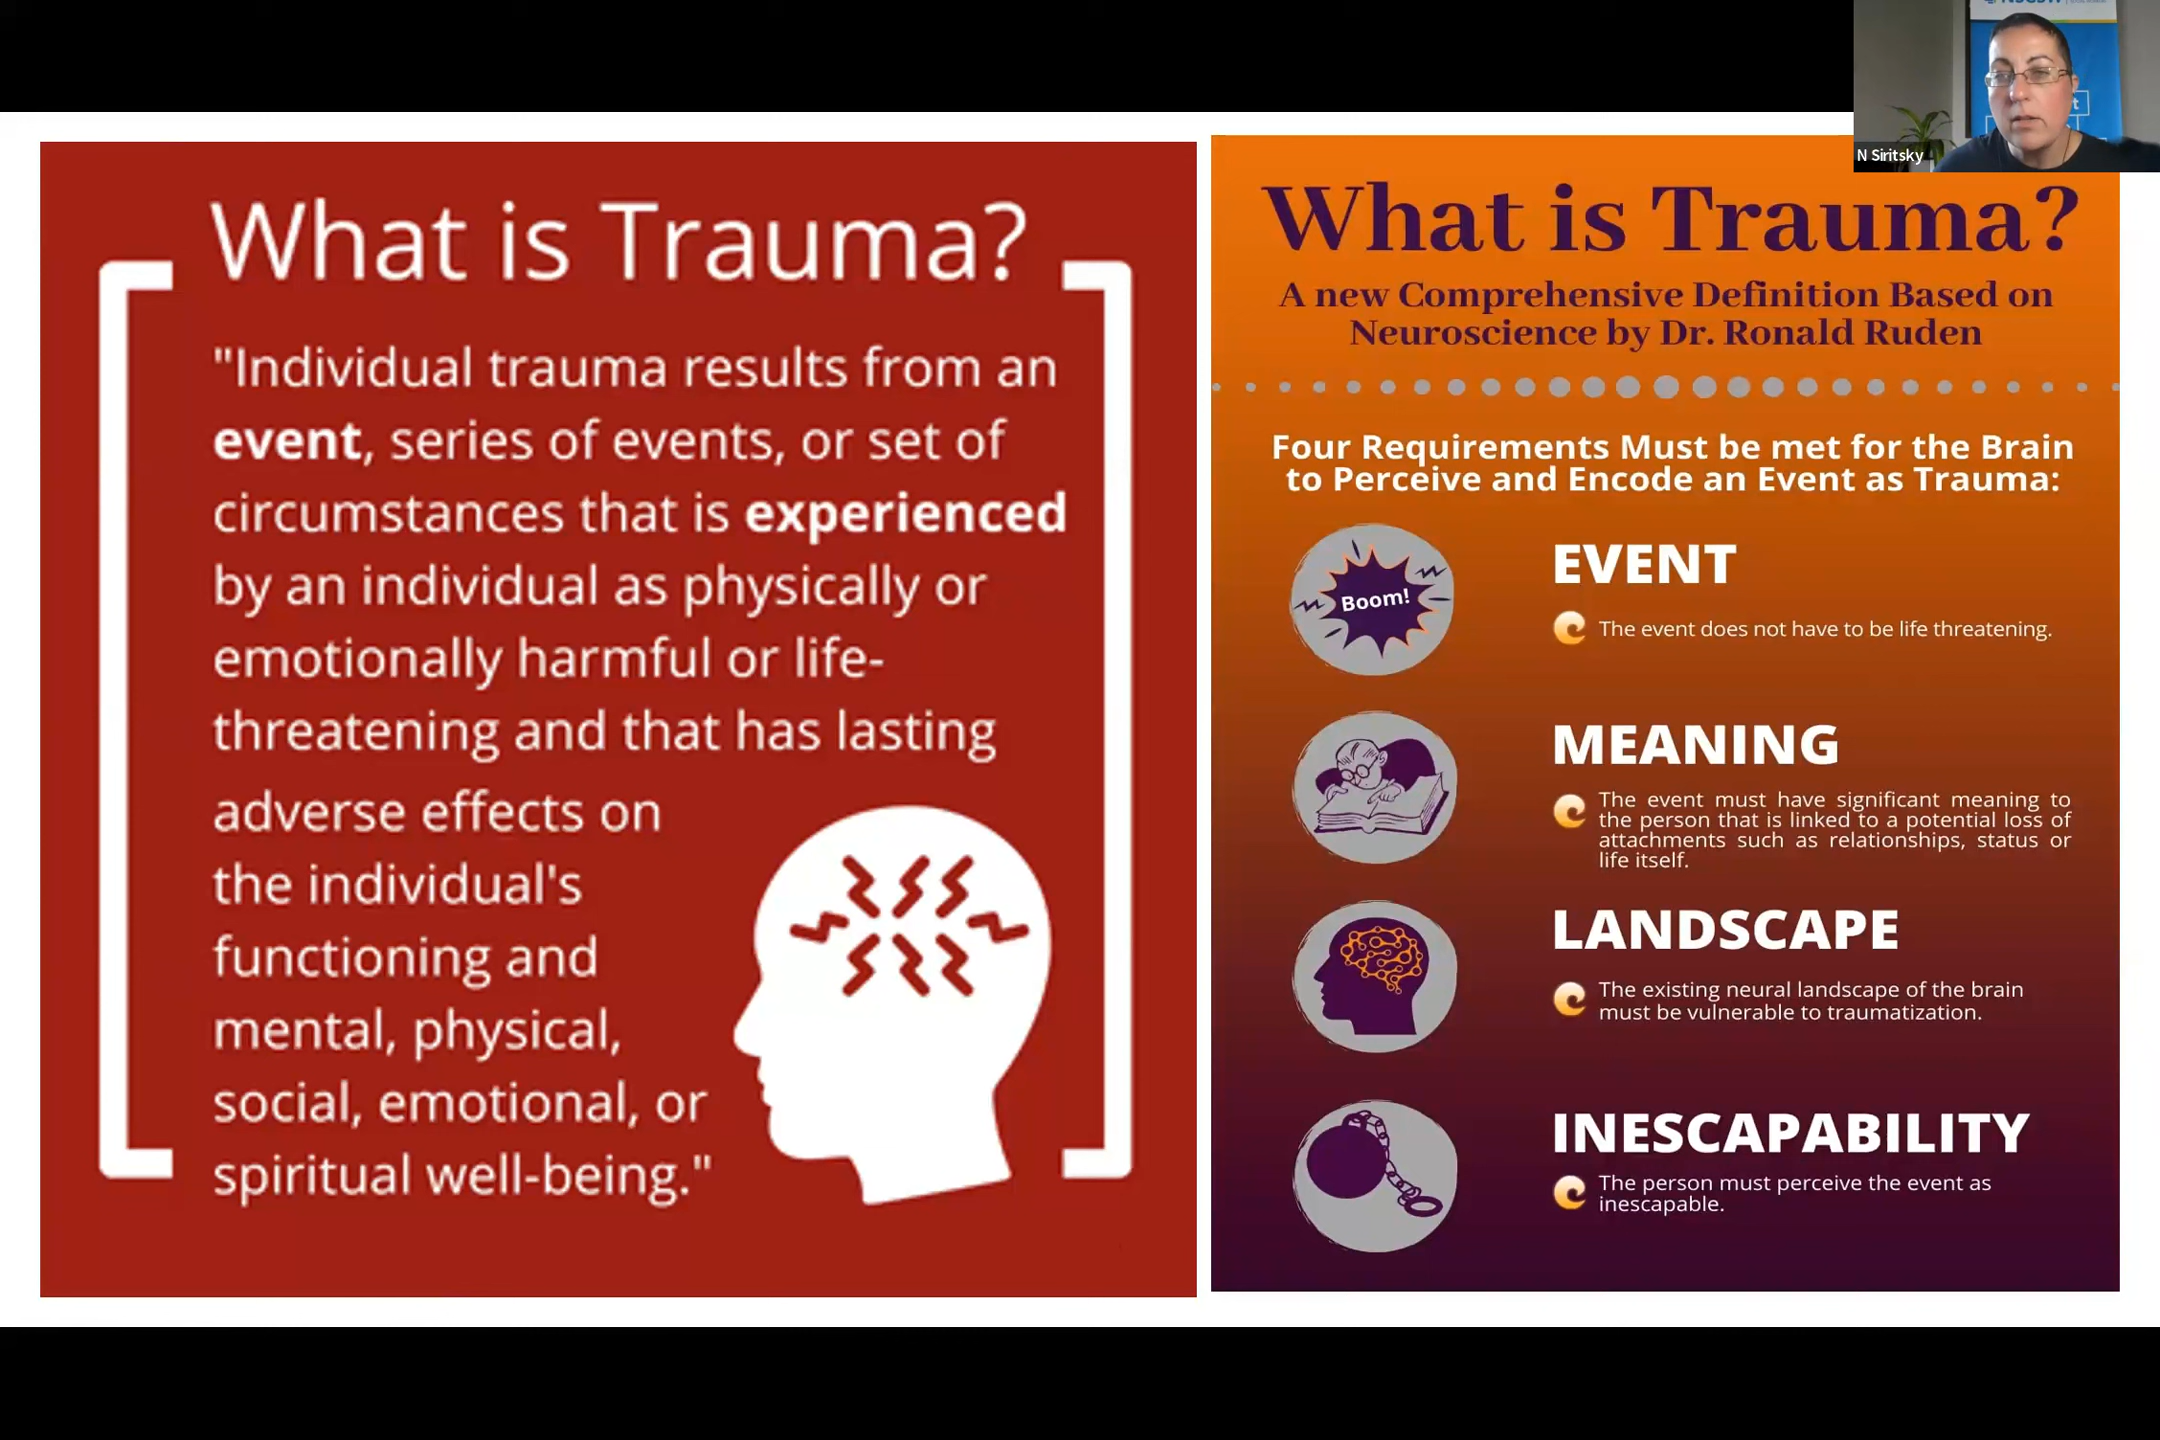 What is Trauma?
"Individual trauma results from an
event, series of events, or set of
circumstances that is experienced
by an individual as physically or
emotionally harmful or life-
threatening and that has lasting
adverse effects on
the individual's
functioning and
mental, physical,
social, emotional, or
spiritual well-being."
What is Trauma?
A new Comprehensive Definition Based on
Neuroscience by Dr. Ronald Ruden
Four Requirements Must be met for the Brain
to Perceive and Encode an Event as Trauma:
Boom!
EVENT
The event does not have to be life threatening.
MEANING
The event must have significant meaning to
the person that is linked to a potential loss of
attachments such as relationships, status or
life itself.
LANDSCAPE
The existing neural landscape of the brain
must be vulnerable to traumatization.
INESCAPABILITY
The person must perceive the event as
inescapable.
N Siritsky